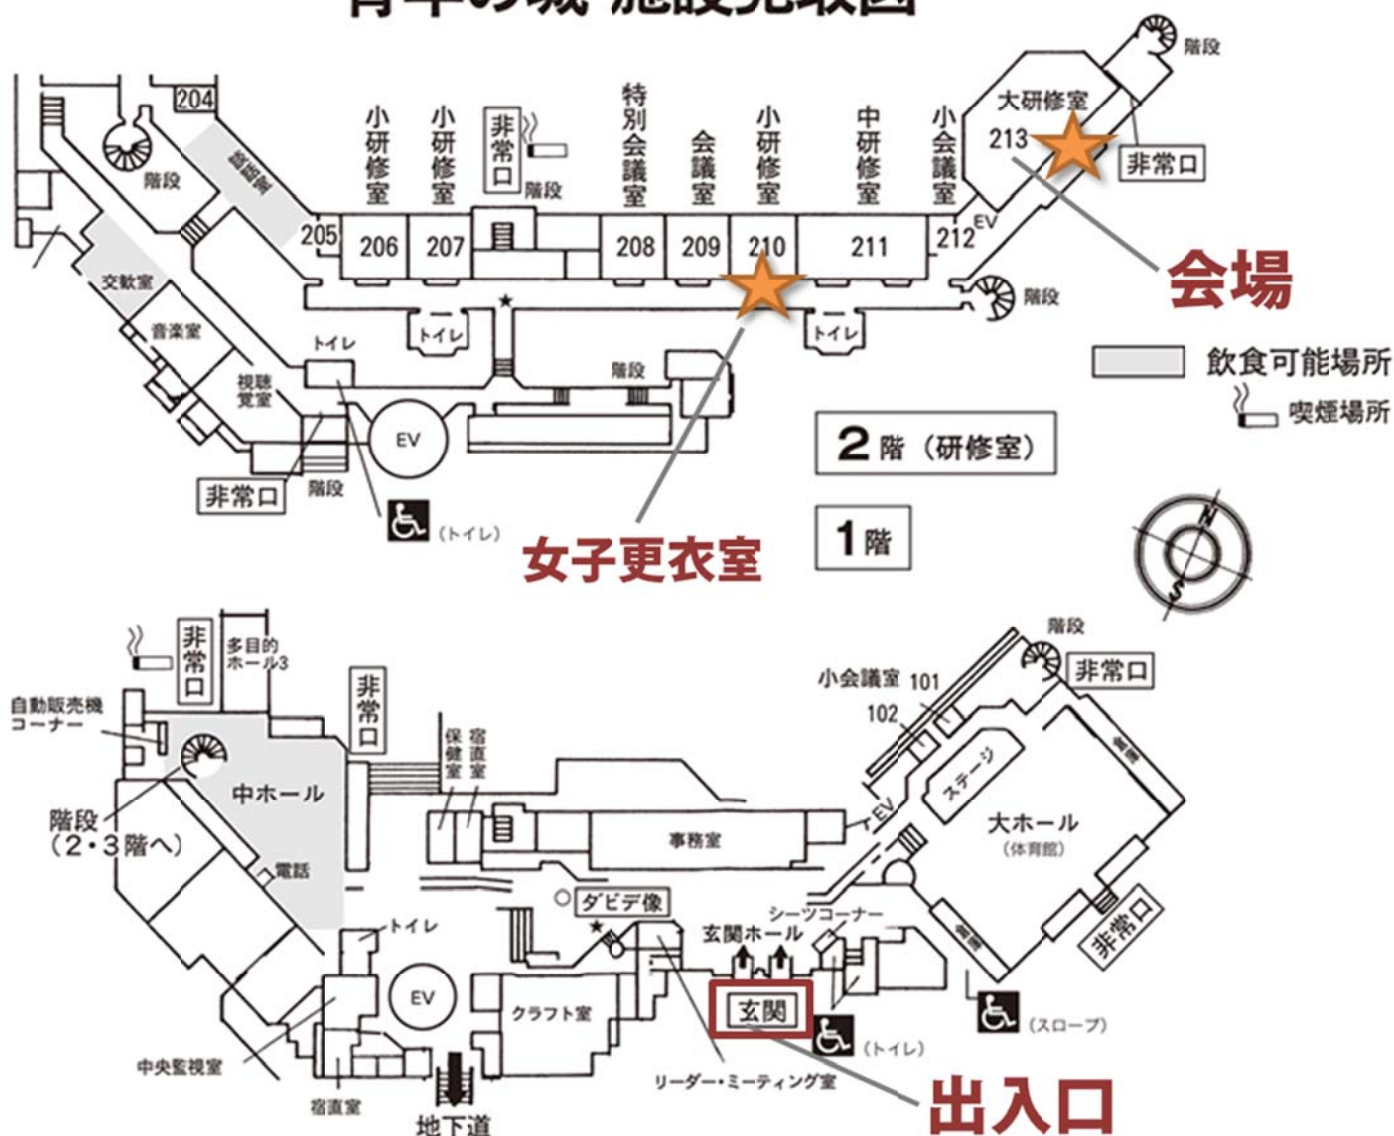 階段
204
大研修室
213
非常口
小研修室
小研修室
非常口
階段
特別会議室
会議室
小研修室
中研修室
小会議室
階段
談話室
205
206
207
208
209
210
211
212
EV
会場
交歓室
階段
音楽室
トイレ
トイレ
トイレ
視聴
覚室
階段
飲食可能場所
喫煙場所
EV
2階（研修室）
非常口
階段
（トイレ）
女子更衣室
1階
N
S
非常口
多目的
ホール3
非常口
階段
非常口
小会議室 101
102
自動販売機
コーナー
保健室
宿直室
倉庫
ステージ
中ホール
EV
大ホール
（体育館）
階段
（2・3階へ）
事務室
電話
ダビデ像
シーツコーナー
非常口
トイレ
玄関ホール
倉庫
EV
クラフト室
玄関
（スロープ）
（トイレ）
中央監視室
リーダー・ミーティング室
宿直室
地下道
出入口